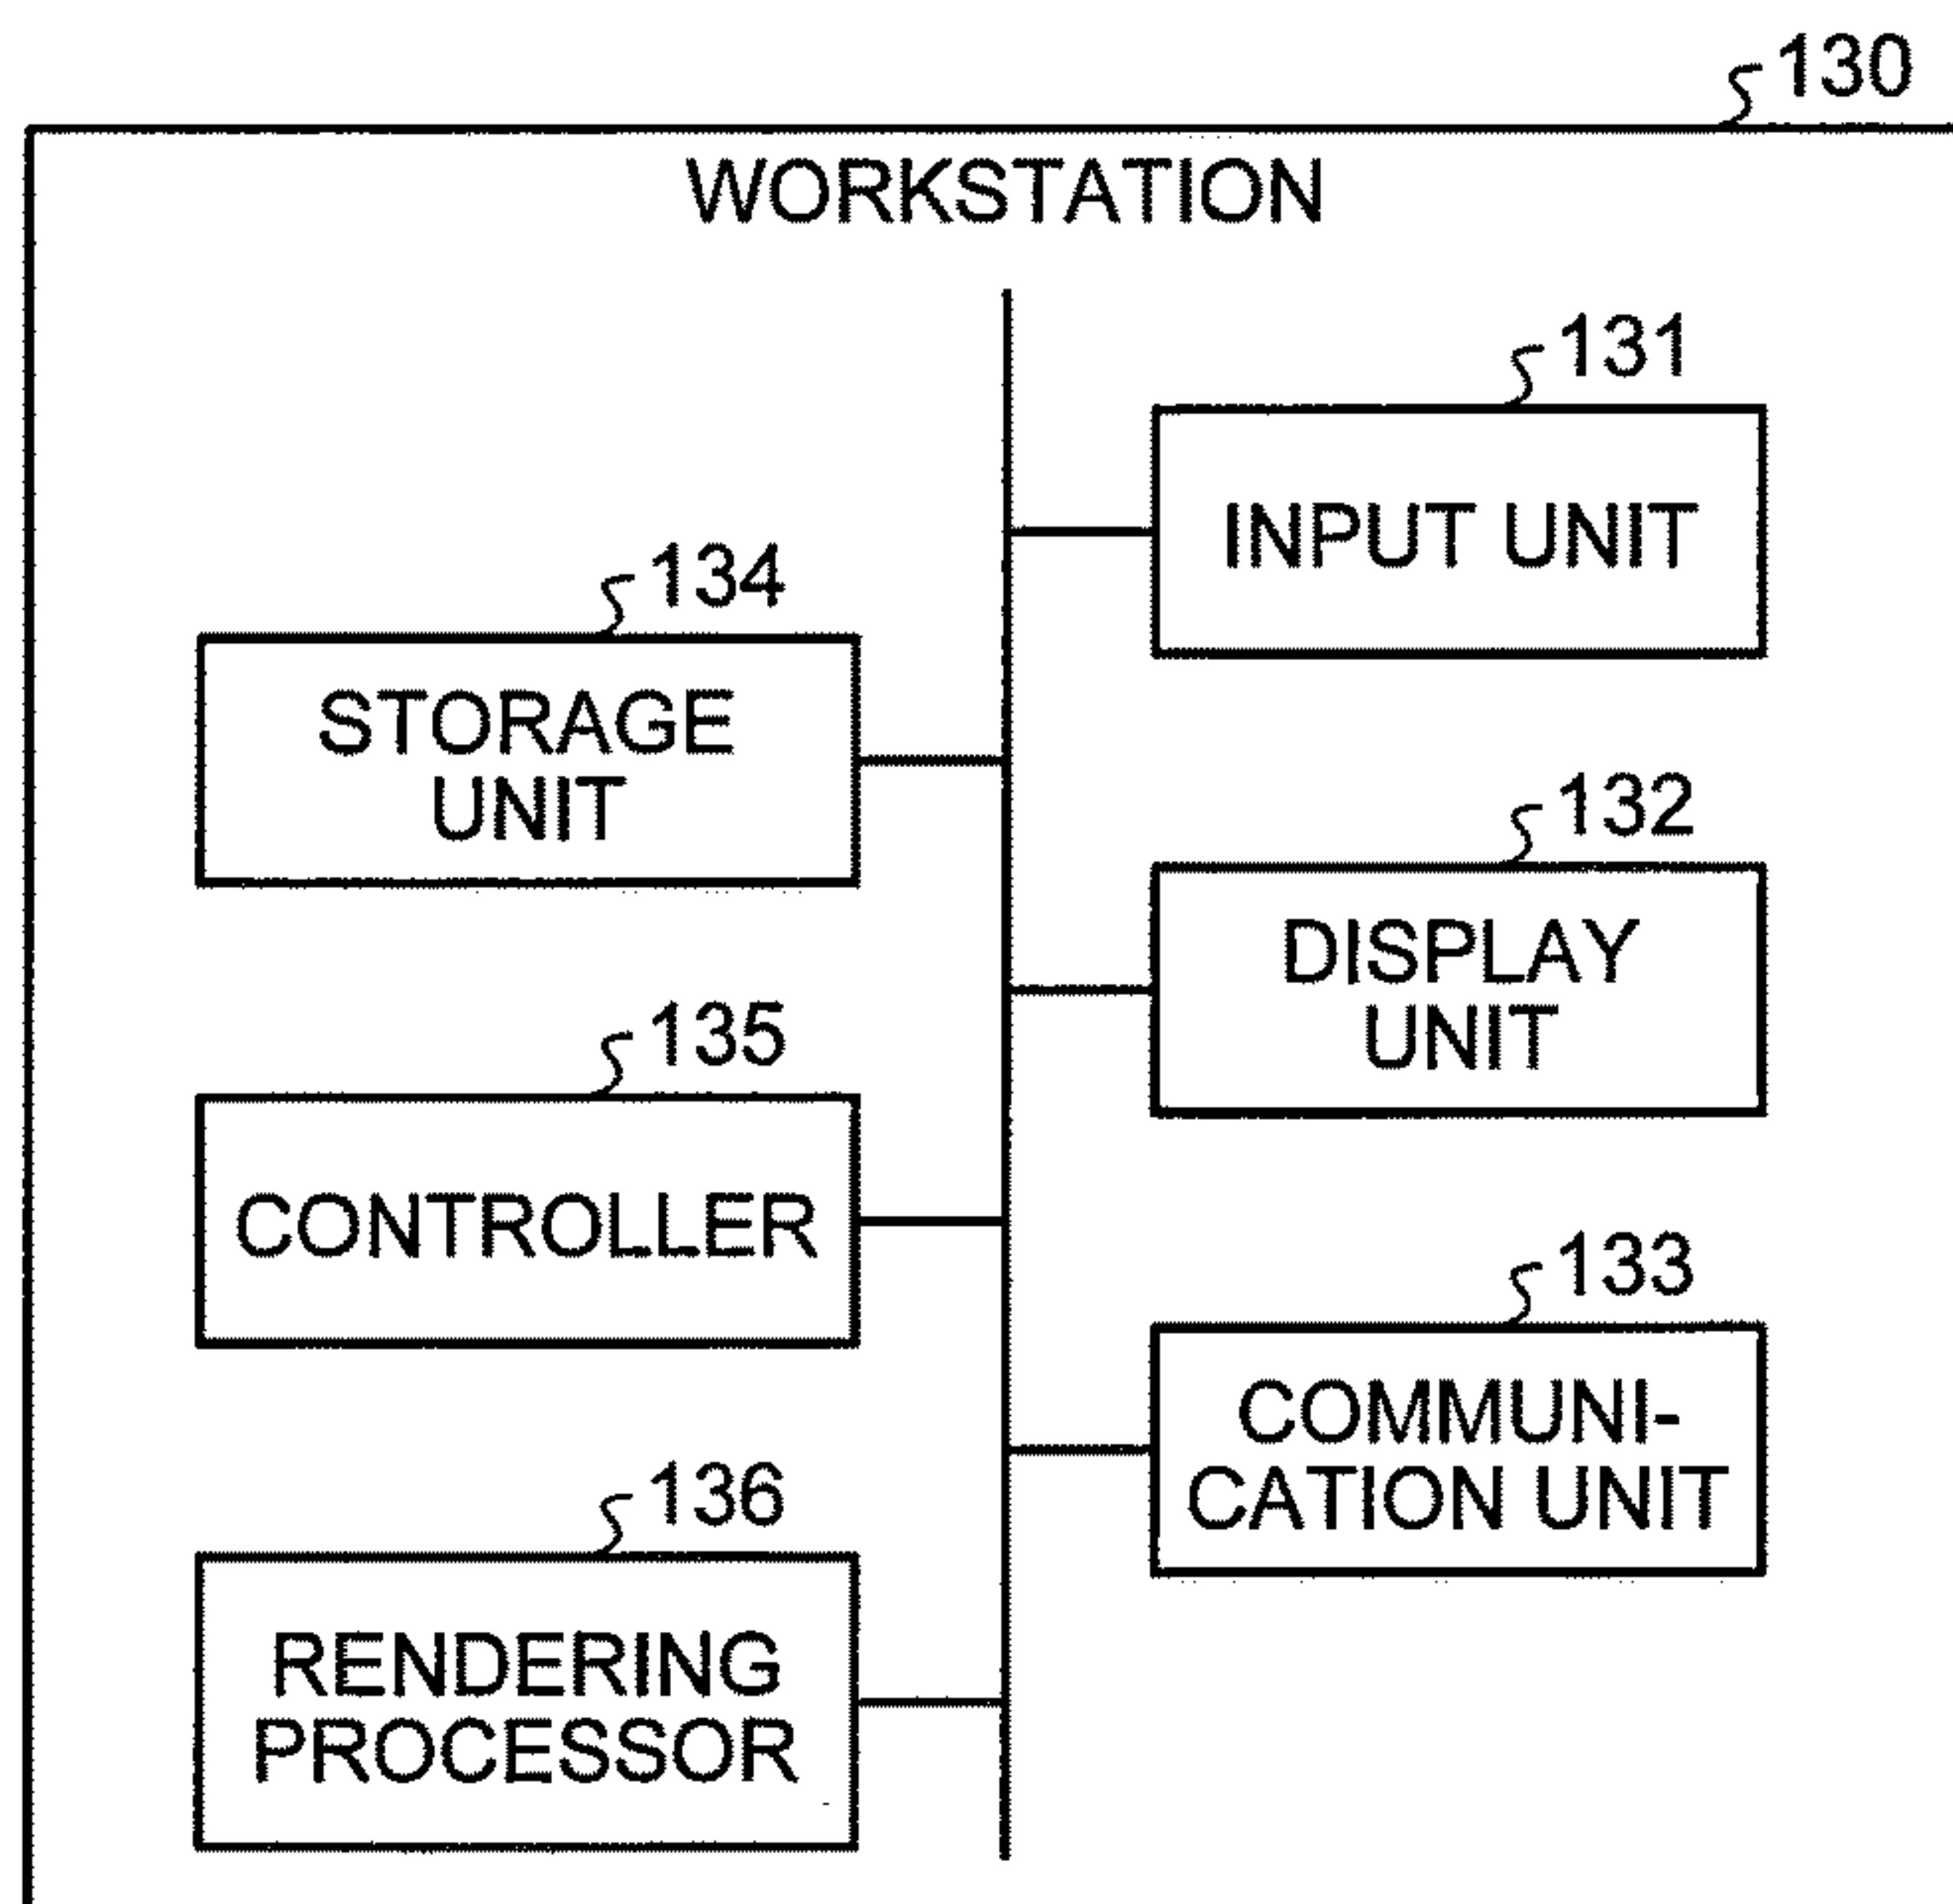 130
WORKSTATION
131
INPUT UNIT
134
STORAGE
UNIT
132
DISPLAY
UNIT
135
CONTROLLER
133
COMMUNI-
CATION UNIT
136
RENDERING
PROCESSOR